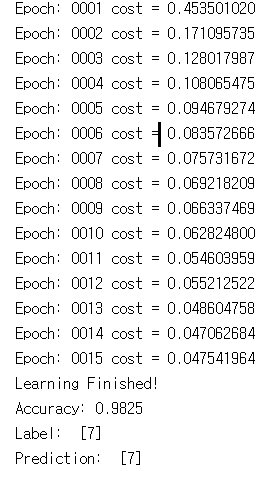 Epoch: 0001 cost = 0.453501020
Epoch: 0002 cost = 0.171095735
Epoch: 0003 cost = 0.128017987
Epoch: 0004 cost = 0.108065475
Epoch: 0005 cost = 0.094679274
Epoch: 0006 cost = 0.083572666
Epoch: 0007 cost = 0.075731672
Epoch: 0008 cost = 0.069218209
Epoch: 0009 cost = 0.066337469
Epoch: 0010 cost = 0.062824800
Epoch: 0011 cost = 0.054603959
Epoch: 0012 cost = 0.055212522
Epoch: 0013 cost = 0.048604758
Epoch: 0014 cost = 0.047062684
Epoch: 0015 cost = 0.047541964
Learning Finished!
Accuracy: 0.9825
Label:  [7]
Prediction:  [7]